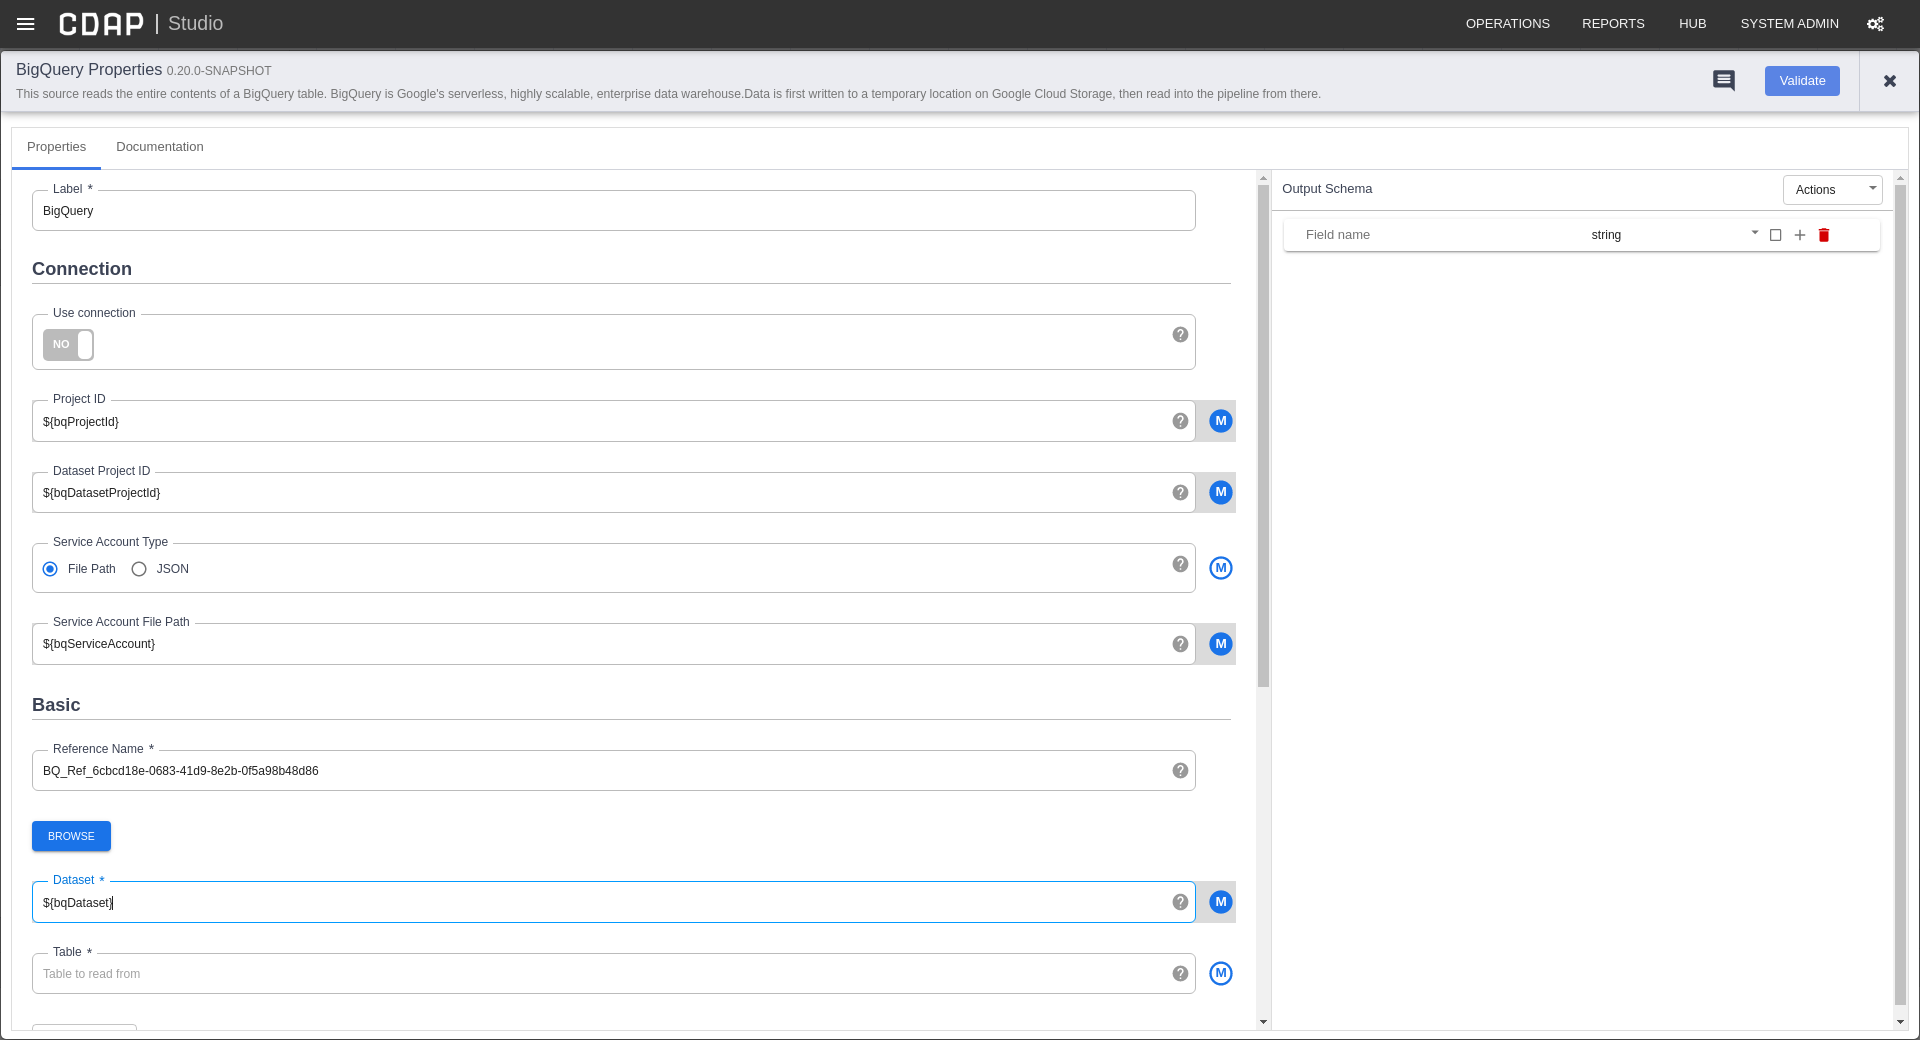 CDAP | Studio
OPERATIONS REPORTS HUB SYSTEM ADMIN
BigQuery Properties 0.20.0-SNAPSHOT
This source reads the entire contents of a BigQuery table. BigQuery is Google's serverless, highly scalable, enterprise data warehouse.Data is first written to a temporary location on Google Cloud Storage, then read into the pipeline from there.
Validate
Properties Documentation
Label *
BigQuery
Connection
Use connection
NO
Project ID
${bqProjectId}
M
Dataset Project ID
${bqDatasetProjectId}
M
Service Account Type
File Path JSON
M
Service Account File Path
${bqServiceAccount}
M
Basic
Reference Name *
BQ_Ref_6cbcd18e-0683-41d9-8e2b-0f5a98b48d86
BROWSE
Dataset *
${bqDataset}
M
Table *
Table to read from
M
Output Schema
Actions
Field name string